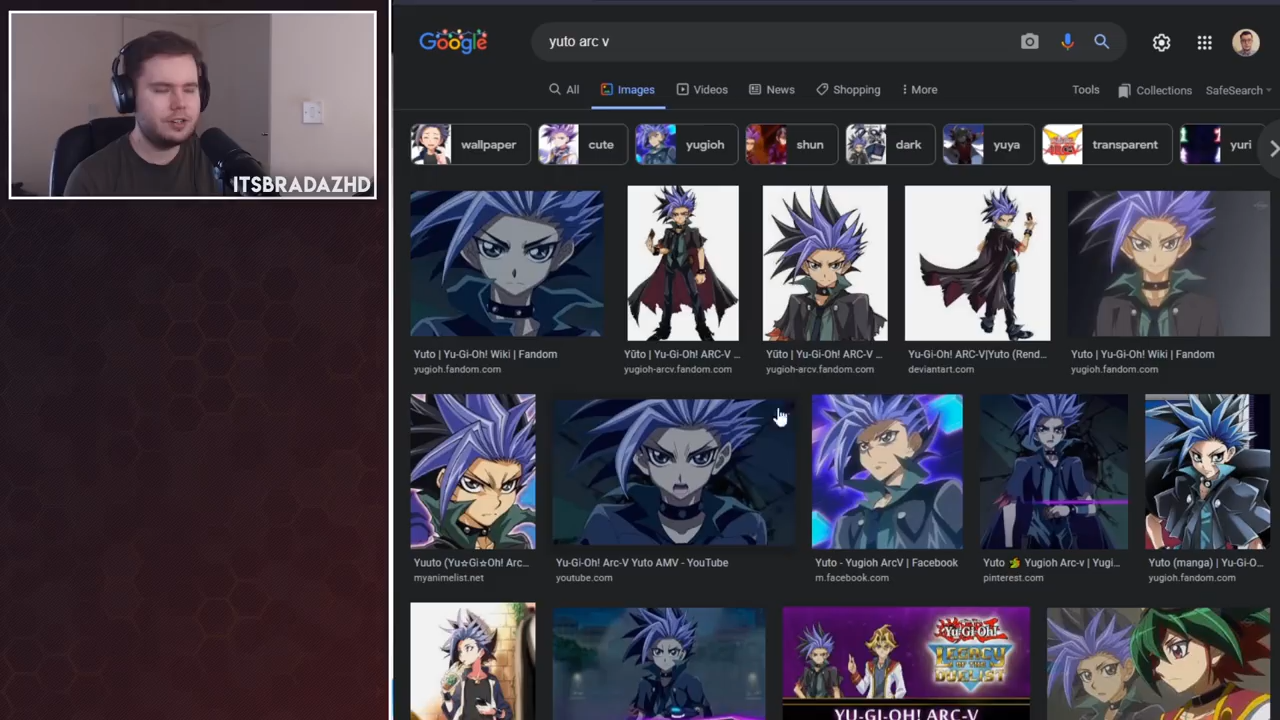 ITSBRADAZHD
Google
yuto arc v
All
Images
Videos
News
Shopping
More
Tools
Collections
SafeSearch
wallpaper
cute
yugioh
shun
dark
yuya
transparent
yuri
Yuto | Yu-Gi-Oh! Wiki | Fandom
yugioh.fandom.com
Yūto | Yu-Gi-Oh! ARC-V ...
yugioh-arcv.fandom.com
Yūto | Yu-Gi-Oh! ARC-V ...
yugioh-arcv.fandom.com
Yu-Gi-Oh! ARC-V|Yuto (Rend...
deviantart.com
Yuto | Yu-Gi-Oh! Wiki | Fandom
yugioh.fandom.com
Yuuto (Yu☆Gi☆Oh! Arc...
myanimelist.net
Yu-Gi-Oh! Arc-V Yuto AMV - YouTube
youtube.com
Yuto - Yugioh ArcV | Facebook
m.facebook.com
Yuto Yugioh Arc-v | Yugi...
pinterest.com
Yuto (manga) | Yu-Gi-O...
yugioh.fandom.com
Yu-Gi-Oh!
LEGACY
OF THE
DUELIST
YU-GI-OH! ARC-V